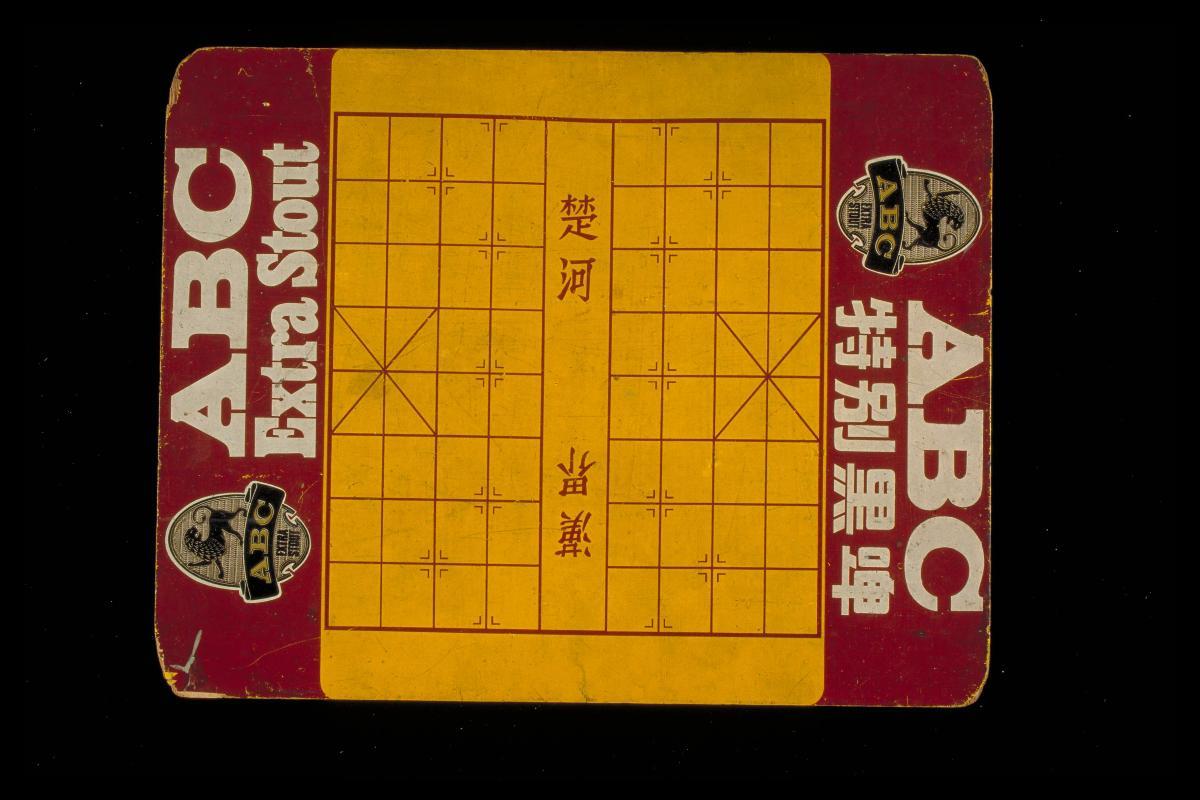 ABC
Extra Stout
ABC
EXTRA
STOUT
楚河
漢界
ABC
EXTRA
STOUT
ABC
特别黑啤